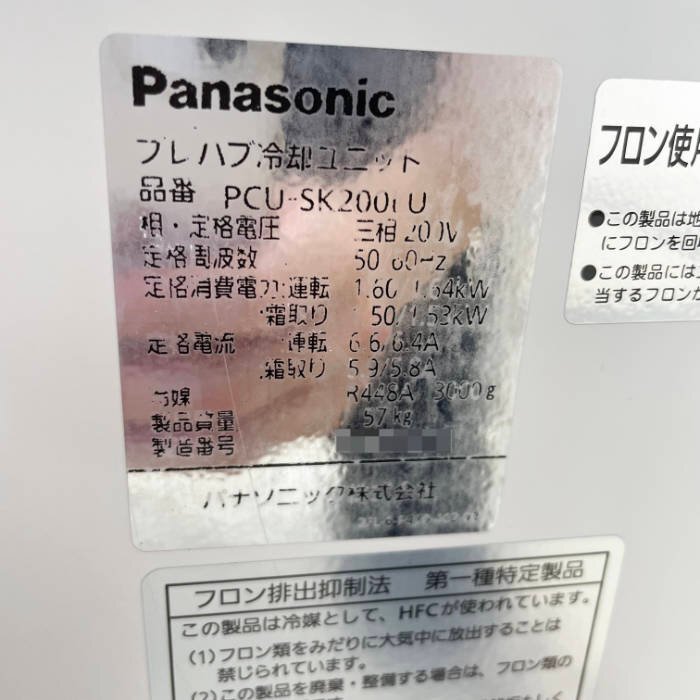 Panasonic
プレハブ冷却ユニット
品番
相・定格電圧 三相 200V
定格周波数 50 60Hz
定格消費電力 運転 1.60/1.64kW
霜取り 1.50/1.53kW
定格電流 運転 6.6/6.4A
霜取り 5.9/5.8A
冷媒 R448A 3000g
製品質量 57kg
製造番号
パナソニック株式会社
フロン使用
●この製品は地
にフロンを回収
●この製品には
当するフロンが
フロン排出抑制法 第一種特定製品
この製品は冷媒として、HFCが使われています。
(1)フロン類をみだりに大気中に放出することは
禁じられています。
(2)この製品を廃棄・整備する場合は、フロン類の